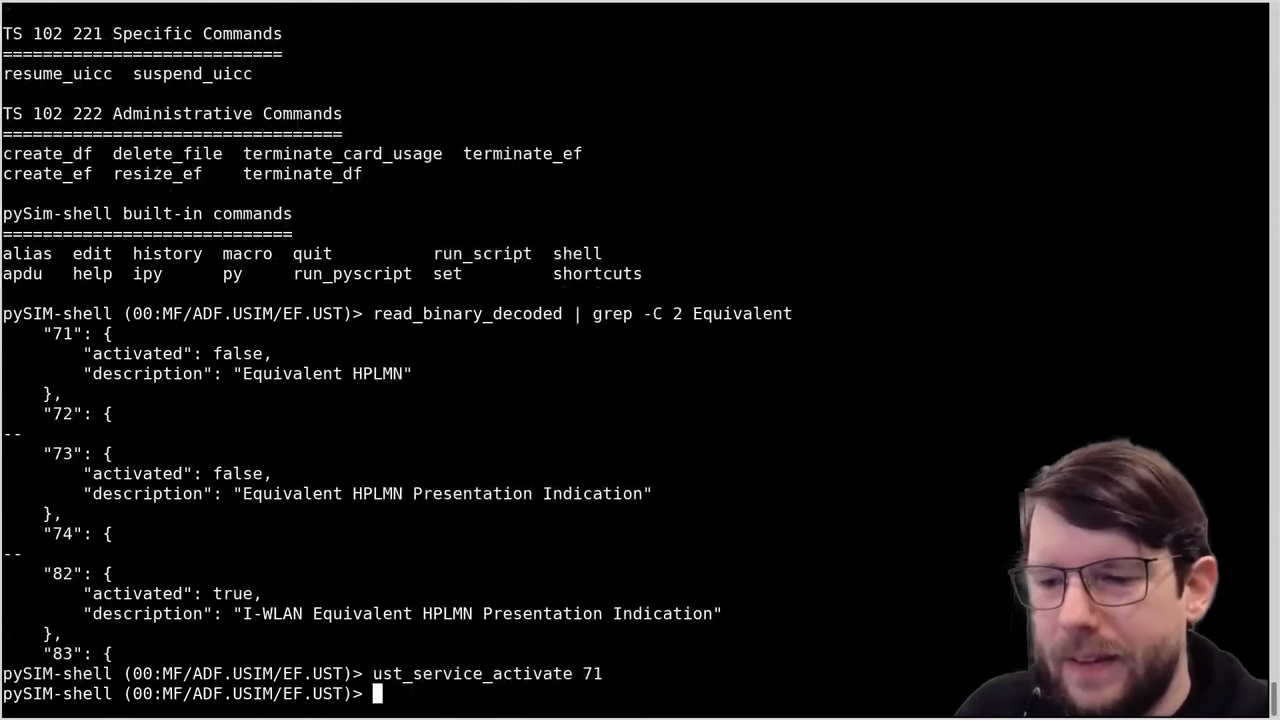 TS 102 221 Specific Commands
============================
resume_uicc  suspend_uicc
TS 102 222 Administrative Commands
==================================
create_df  delete_file  terminate_card_usage  terminate_ef
create_ef  resize_ef    terminate_df
pySim-shell built-in commands
=============================
alias  edit  history  macro  quit          run_script  shell
apdu   help  ipy      py     run_pyscript  set         shortcuts
pySIM-shell (00:MF/ADF.USIM/EF.UST)> read_binary_decoded | grep -C 2 Equivalent
    "71": {
        "activated": false,
        "description": "Equivalent HPLMN"
    },
    "72": {
--
    "73": {
        "activated": false,
        "description": "Equivalent HPLMN Presentation Indication"
    },
    "74": {
--
    "82": {
        "activated": true,
        "description": "I-WLAN Equivalent HPLMN Presentation Indication"
    },
    "83": {
pySIM-shell (00:MF/ADF.USIM/EF.UST)> ust_service_activate 71
pySIM-shell (00:MF/ADF.USIM/EF.UST)>